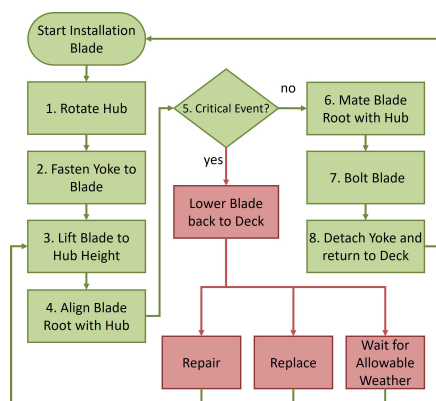 Start Installation
Blade
1. Rotate Hub
2. Fasten Yoke to
Blade
3. Lift Blade to
Hub Height
4. Align Blade
Root with Hub
5. Critical Event?
no
yes
6. Mate Blade
Root with Hub
7. Bolt Blade
8. Detach Yoke and
return to Deck
Lower Blade
back to Deck
Repair
Replace
Wait for
Allowable
Weather